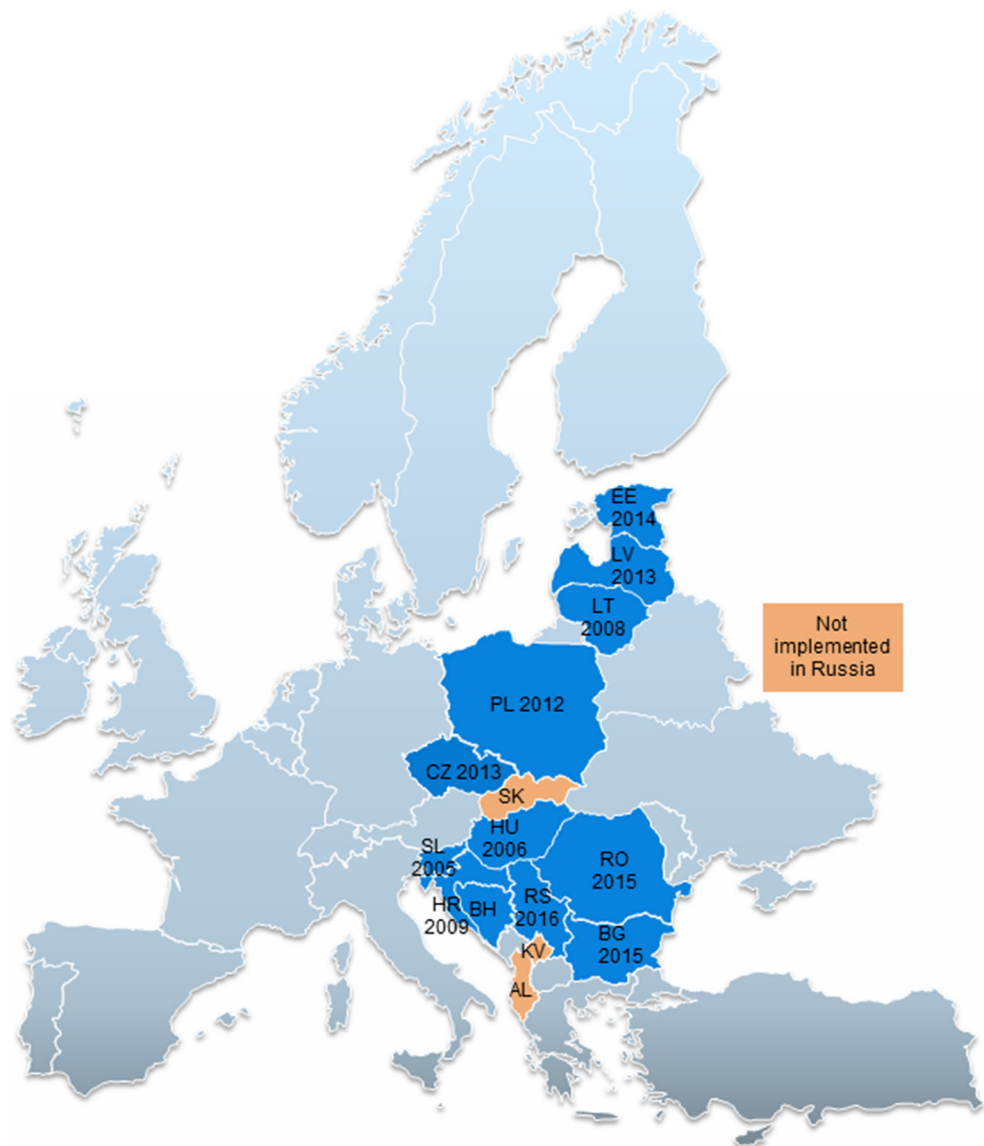 EE
2014
LV
2013
LT
2008
Not
implemented
in Russia
PL 2012
CZ 2013
SK
HU
2006
SL
2005
RO
2015
HR
2009
BH
RS
2016
BG
2015
KV
AL